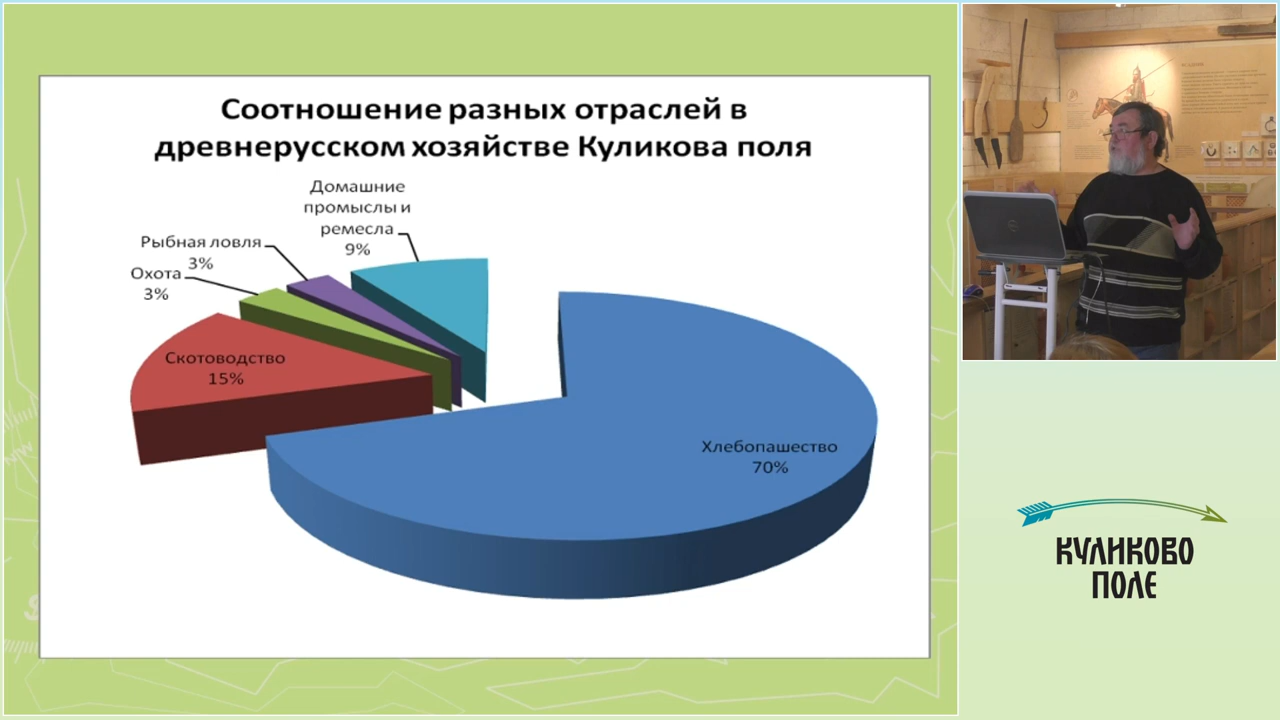 Соотношение разных отраслей в
древнерусском хозяйстве Куликова поля
Домашние
промыслы и
ремесла
9%
Рыбная ловля
3%
Охота
3%
Скотоводство
15%
Хлебопашество
70%
КУЛИКОВО
ПОЛЕ